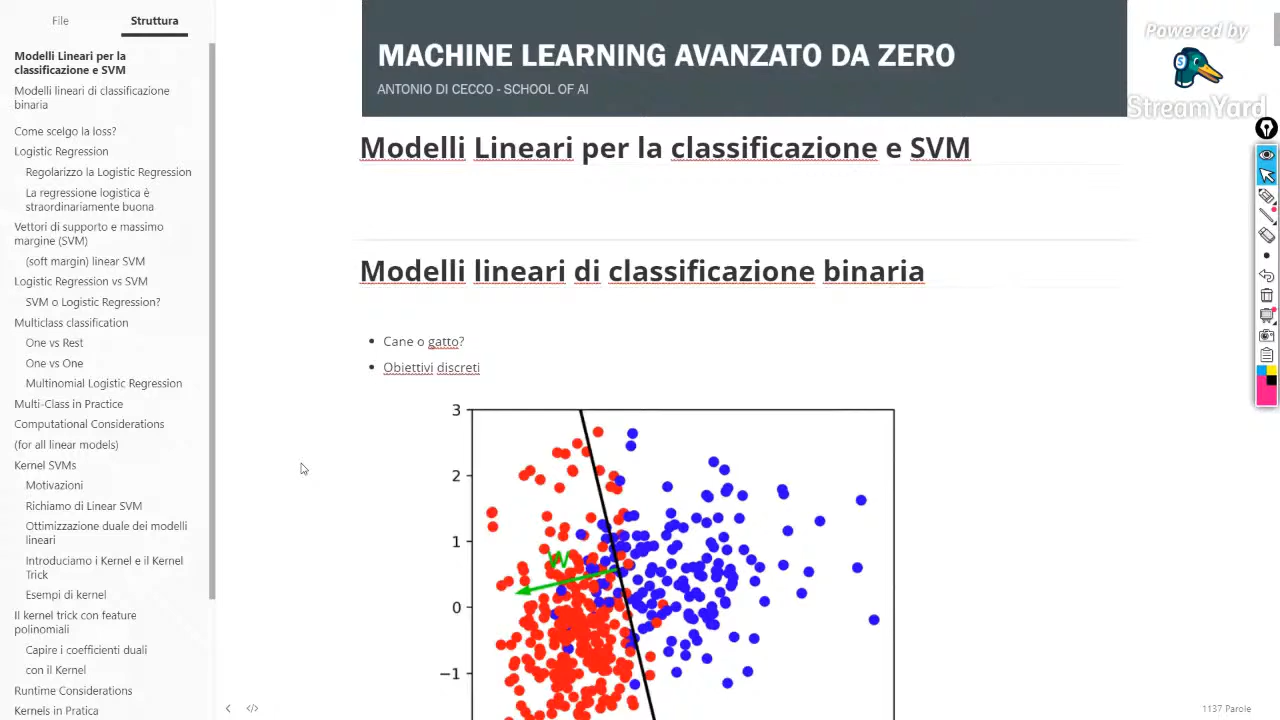 File
Struttura
Modelli Lineari per la
classificazione e SVM
Modelli lineari di classificazione
binaria
Come scelgo la loss?
Logistic Regression
Regolarizzo la Logistic Regression
La regressione logistica è
straordinariamente buona
Vettori di supporto e massimo
margine (SVM)
(soft margin) linear SVM
Logistic Regression vs SVM
SVM o Logistic Regression?
Multiclass classification
One vs Rest
One vs One
Multinomial Logistic Regression
Multi-Class in Practice
Computational Considerations
(for all linear models)
Kernel SVMs
Motivazioni
Richiamo di Linear SVM
Ottimizzazione duale dei modelli
lineari
Introduciamo i Kernel e il Kernel
Trick
Esempi di kernel
Il kernel trick con feature
polinomiali
Capire i coefficienti duali
con il Kernel
Runtime Considerations
Kernels in Pratica
MACHINE LEARNING AVANZATO DA ZERO
ANTONIO DI CECCO - SCHOOL OF AI
Modelli Lineari per la classificazione e SVM
Modelli lineari di classificazione binaria
Cane o gatto?
Obiettivi discreti
3
2
1
0
−1
W
Powered by
StreamYard
1137 Parole